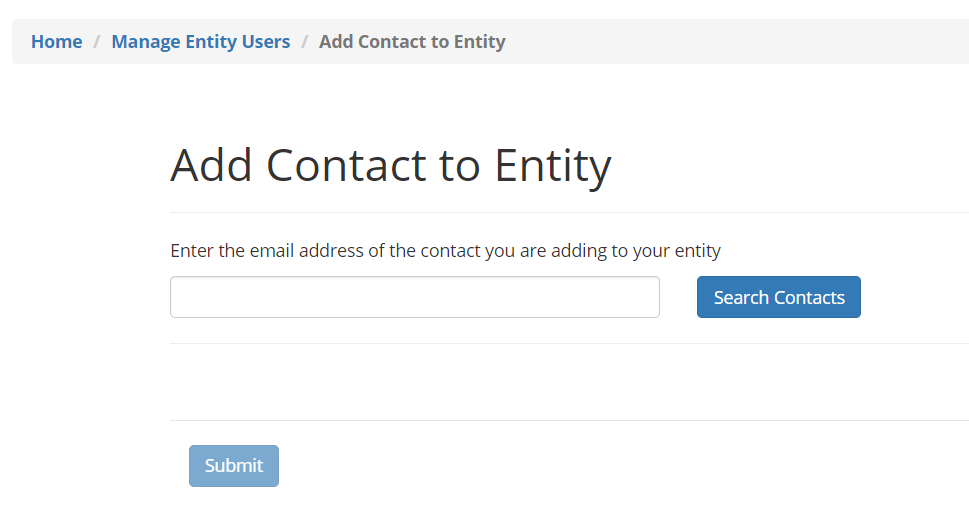 Home / Manage Entity Users / Add Contact to Entity
Add Contact to Entity
Enter the email address of the contact you are adding to your entity
Search Contacts
Submit